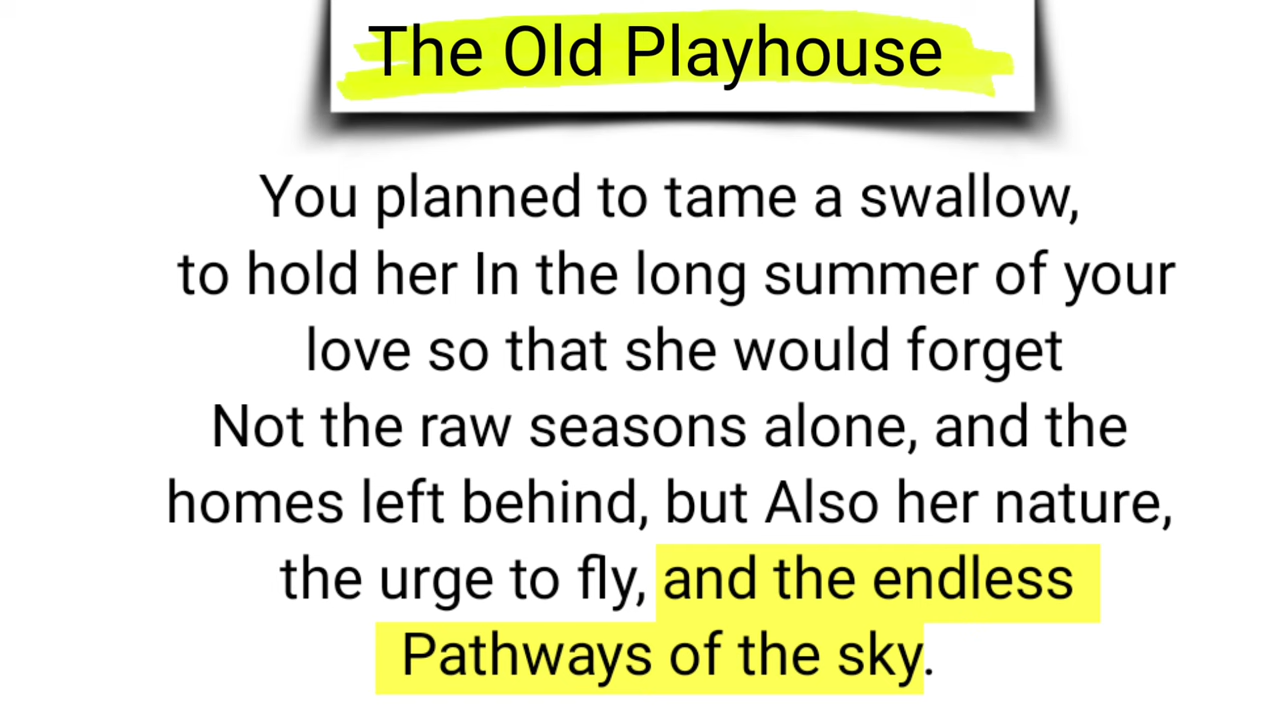 The Old Playhouse
You planned to tame a swallow,
to hold her In the long summer of your
love so that she would forget
Not the raw seasons alone, and the
homes left behind, but Also her nature,
the urge to fly, and the endless
Pathways of the sky.